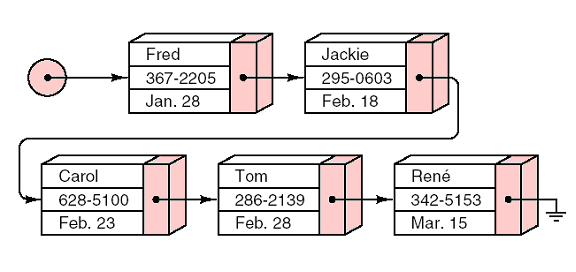 Fred
367-2205
Jan. 28
Jackie
295-0603
Feb. 18
Carol
628-5100
Feb. 23
Tom
286-2139
Feb. 28
René
342-5153
Mar. 15